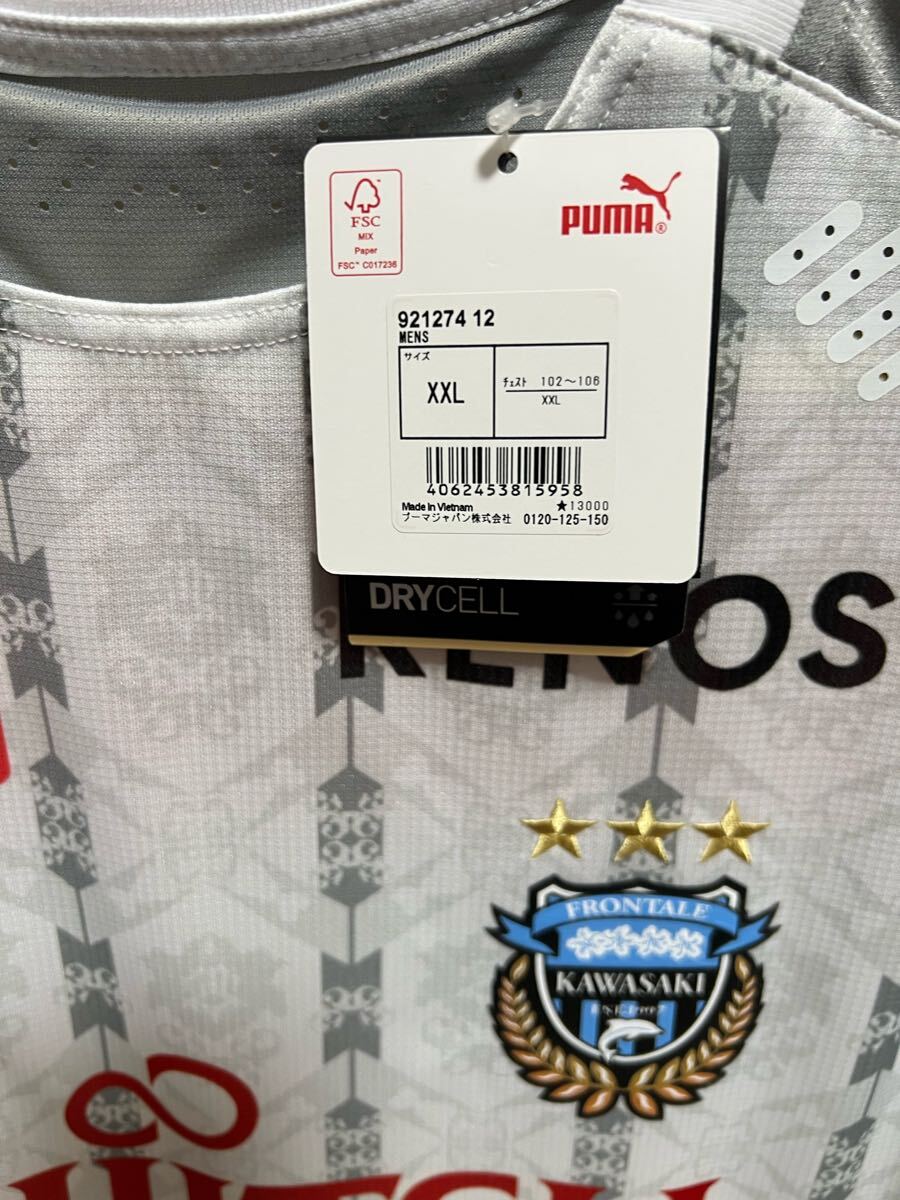 FSC
MIX
Paper
FSC™ C017236
PUMA®
921274 12
MENS
サイズ
XXL
チェスト 102～106
XXL
4062453815958
Made in Vietnam
★13000
プーマジャパン株式会社 0120-125-150
DRYCELL
KENOS
FRONTALE
KAWASAKI